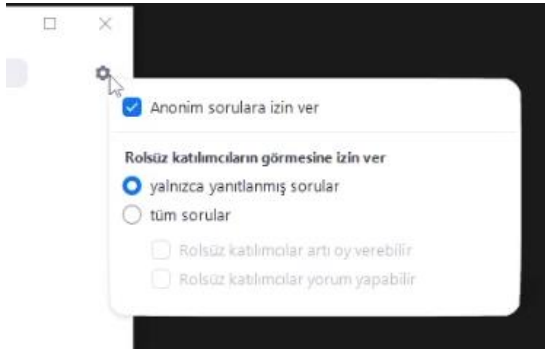 Anonim sorulara izin ver
Rolsüz katılımcıların görmesine izin ver
yalnızca yanıtlanmış sorular
tüm sorular
Rolsüz katılımcılar artı oy verebilir
Rolsüz katılımcılar yorum yapabilir